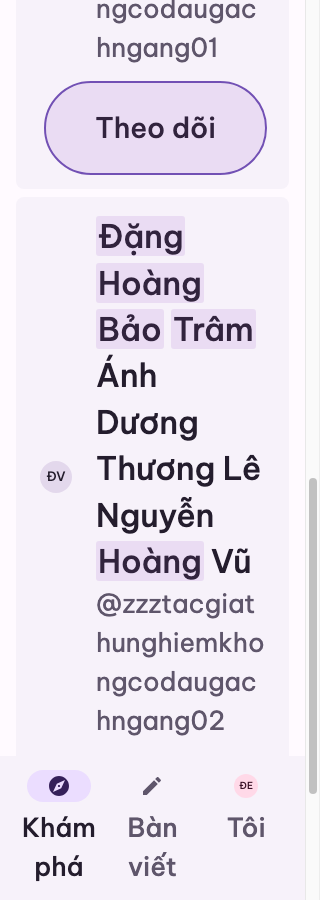 ngcodaugac
hngang01
Theo dõi
Đặng
Hoàng
Bảo Trâm
Ánh
Dương
Thương Lê
Nguyễn
Hoàng Vũ
ĐV
@zzztacgiat
hunghiemkho
ngcodaugac
hngang02
Khám
phá
Bàn
viết
ĐE
Tôi